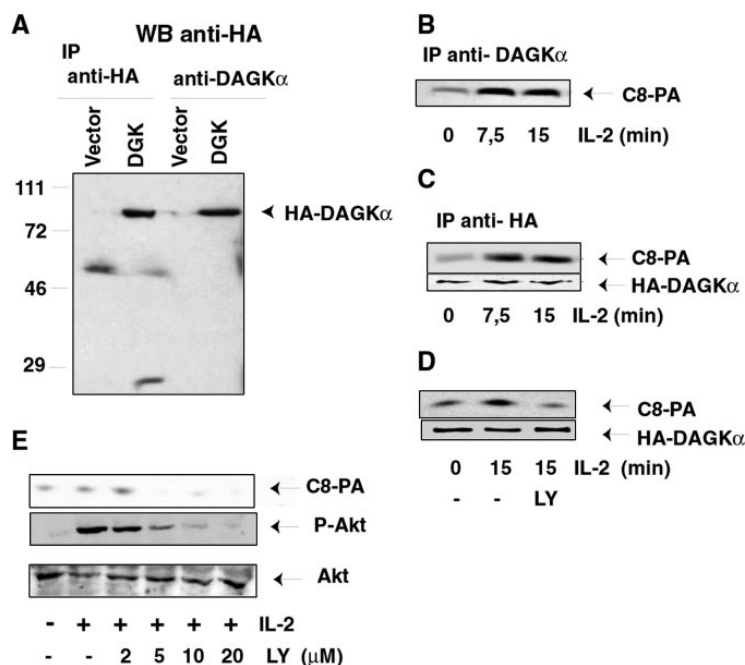 A
WB anti-HA
IP
anti-HA anti-DAGKα
Vector DGK Vector DGK
111
72
46
29
HA-DAGKα
B
IP anti- DAGKα
C8-PA
0 7,5 15 IL-2 (min)
C
IP anti- HA
C8-PA
HA-DAGKα
0 7,5 15 IL-2 (min)
D
C8-PA
HA-DAGKα
0 15 15 IL-2 (min)
- - LY
E
C8-PA
P-Akt
Akt
- + + + + + IL-2
- - 2 5 10 20 LY (μM)